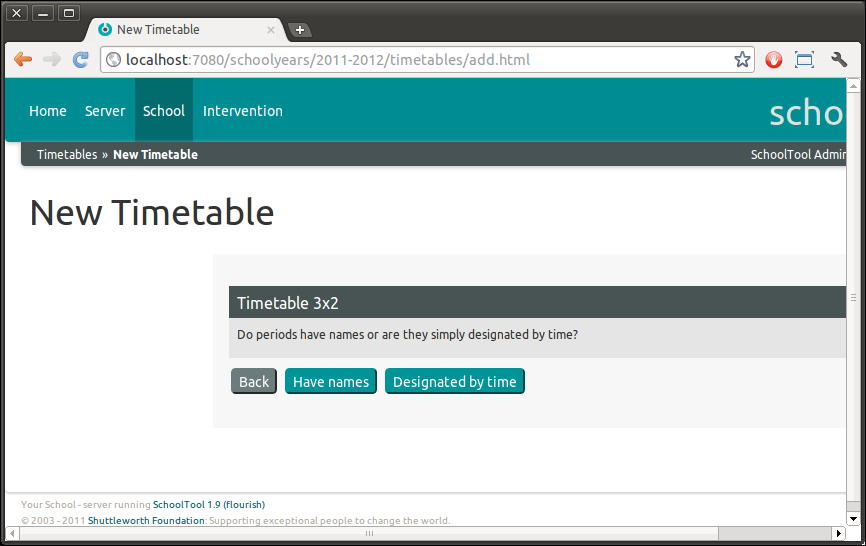 New Timetable
localhost:7080/schoolyears/2011-2012/timetables/add.html
Home Server School Intervention scho
Timetables » New Timetable SchoolTool Admin
New Timetable
Timetable 3x2
Do periods have names or are they simply designated by time?
Back Have names Designated by time
Your School - server running SchoolTool 1.9 (flourish)
© 2003 - 2011 Shuttleworth Foundation: Supporting exceptional people to change the world.